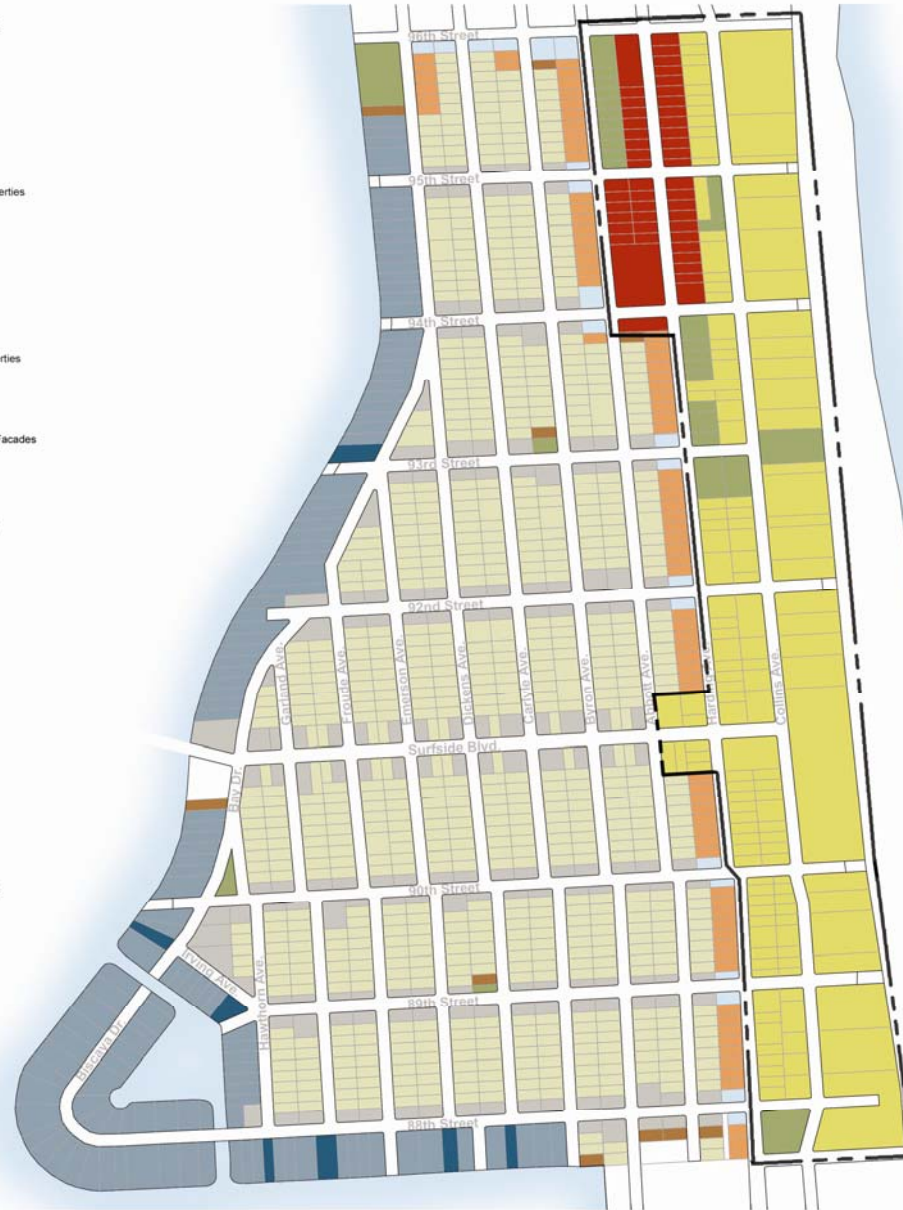 96th Street
95th Street
erties
94th Street
rties
Facades
93rd Street
92nd Street
Garland Ave.
Froude Ave.
Emerson Ave.
Dickens Ave.
Carlyle Ave.
Byron Ave.
Collins Ave.
Surfside Blvd.
Bay Dr.
90th Street
Irving Ave.
Hawthorn Ave.
89th Street
Biscaya Dr.
88th Street